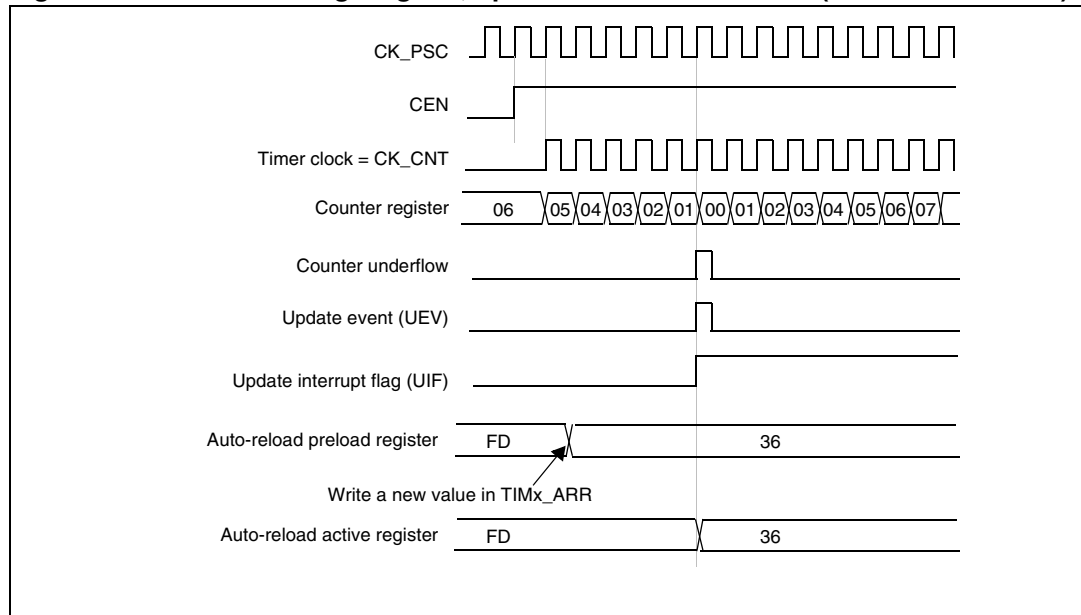 CK_PSC
CEN
Timer clock = CK_CNT
Counter register 06 05 04 03 02 01 00 01 02 03 04 05 06 07
Counter underflow
Update event (UEV)
Update interrupt flag (UIF)
Auto-reload preload register FD 36
Write a new value in TIMx_ARR
Auto-reload active register FD 36